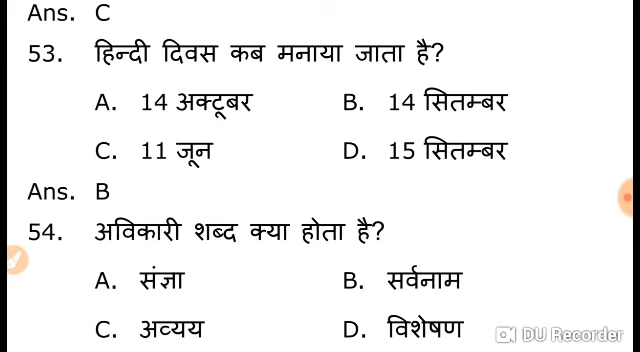 Ans. C
53. हिन्दी दिवस कब मनाया जाता है?
A. 14 अक्टूबर B. 14 सितम्बर
C. 11 जून D. 15 सितम्बर
Ans. B
54. अविकारी शब्द क्या होता है?
A. संज्ञा B. सर्वनाम
C. अव्यय D. विशेषण
DU Recorder